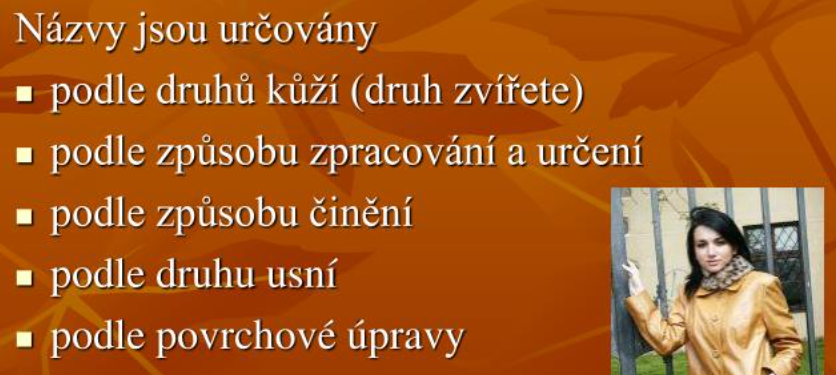 Názvy jsou určovány
podle druhů kůží (druh zvířete)
podle způsobu zpracování a určení
podle způsobu činění
podle druhu usní
podle povrchové úpravy